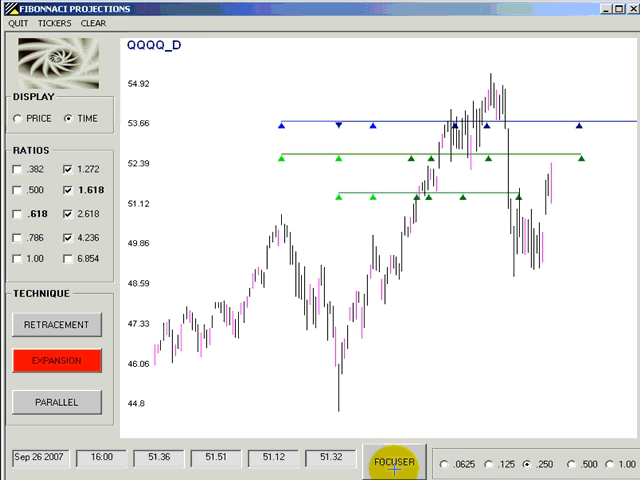 FIBONNACI PROJECTIONS
QUIT TICKERS CLEAR
QQQQ_D
DISPLAY
PRICE TIME
RATIOS
.382 1.272
.500 1.618
.618 2.618
.786 4.236
1.00 6.854
TECHNIQUE
RETRACEMENT
EXPANSION
PARALLEL
54.92
53.66
52.39
51.12
49.86
48.59
47.33
46.06
44.8
Sep 26 2007 16:00 51.36 51.51 51.12 51.32 FOCUSER .0625 .125 .250 .500 1.00